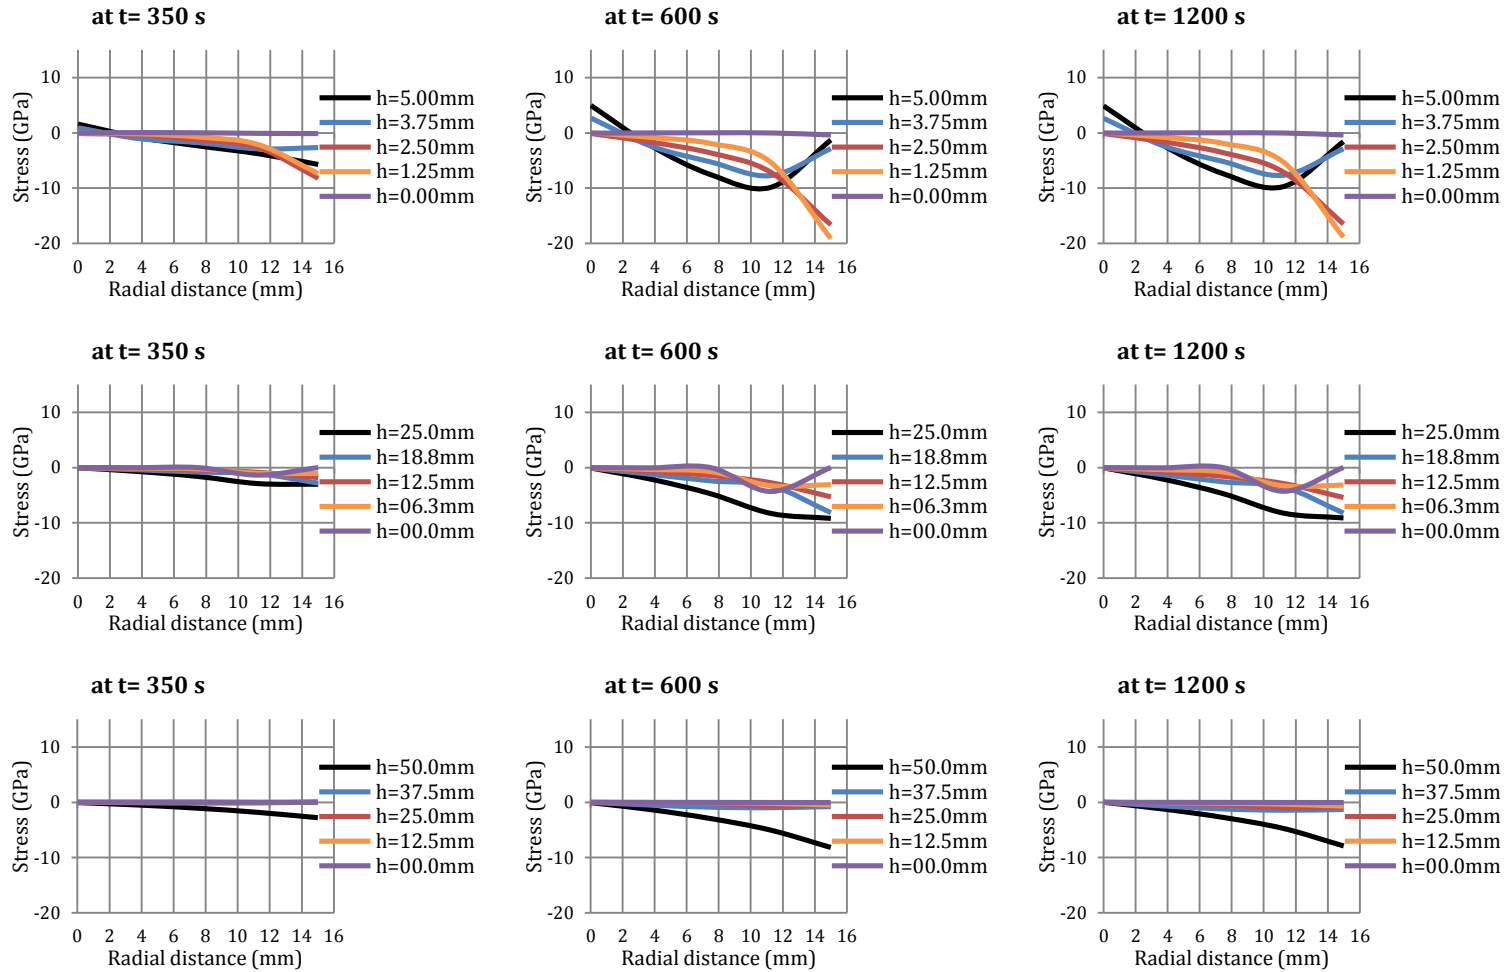 at t= 350 s
Stress (GPa)
10
0
-10
-20
0 2 4 6 8 10 12 14 16
Radial distance (mm)
h=5.00mm
h=3.75mm
h=2.50mm
h=1.25mm
h=0.00mm
at t= 600 s
Stress (GPa)
10
0
-10
-20
0 2 4 6 8 10 12 14 16
Radial distance (mm)
h=5.00mm
h=3.75mm
h=2.50mm
h=1.25mm
h=0.00mm
at t= 1200 s
Stress (GPa)
10
0
-10
-20
0 2 4 6 8 10 12 14 16
Radial distance (mm)
h=5.00mm
h=3.75mm
h=2.50mm
h=1.25mm
h=0.00mm
at t= 350 s
Stress (GPa)
10
0
-10
-20
0 2 4 6 8 10 12 14 16
Radial distance (mm)
h=25.0mm
h=18.8mm
h=12.5mm
h=06.3mm
h=00.0mm
at t= 600 s
Stress (GPa)
10
0
-10
-20
0 2 4 6 8 10 12 14 16
Radial distance (mm)
h=25.0mm
h=18.8mm
h=12.5mm
h=06.3mm
h=00.0mm
at t= 1200 s
Stress (GPa)
10
0
-10
-20
0 2 4 6 8 10 12 14 16
Radial distance (mm)
h=25.0mm
h=18.8mm
h=12.5mm
h=06.3mm
h=00.0mm
at t= 350 s
Stress (GPa)
10
0
-10
-20
0 2 4 6 8 10 12 14 16
Radial distance (mm)
h=50.0mm
h=37.5mm
h=25.0mm
h=12.5mm
h=00.0mm
at t= 600 s
Stress (GPa)
10
0
-10
-20
0 2 4 6 8 10 12 14 16
Radial distance (mm)
h=50.0mm
h=37.5mm
h=25.0mm
h=12.5mm
h=00.0mm
at t= 1200 s
Stress (GPa)
10
0
-10
-20
0 2 4 6 8 10 12 14 16
Radial distance (mm)
h=50.0mm
h=37.5mm
h=25.0mm
h=12.5mm
h=00.0mm